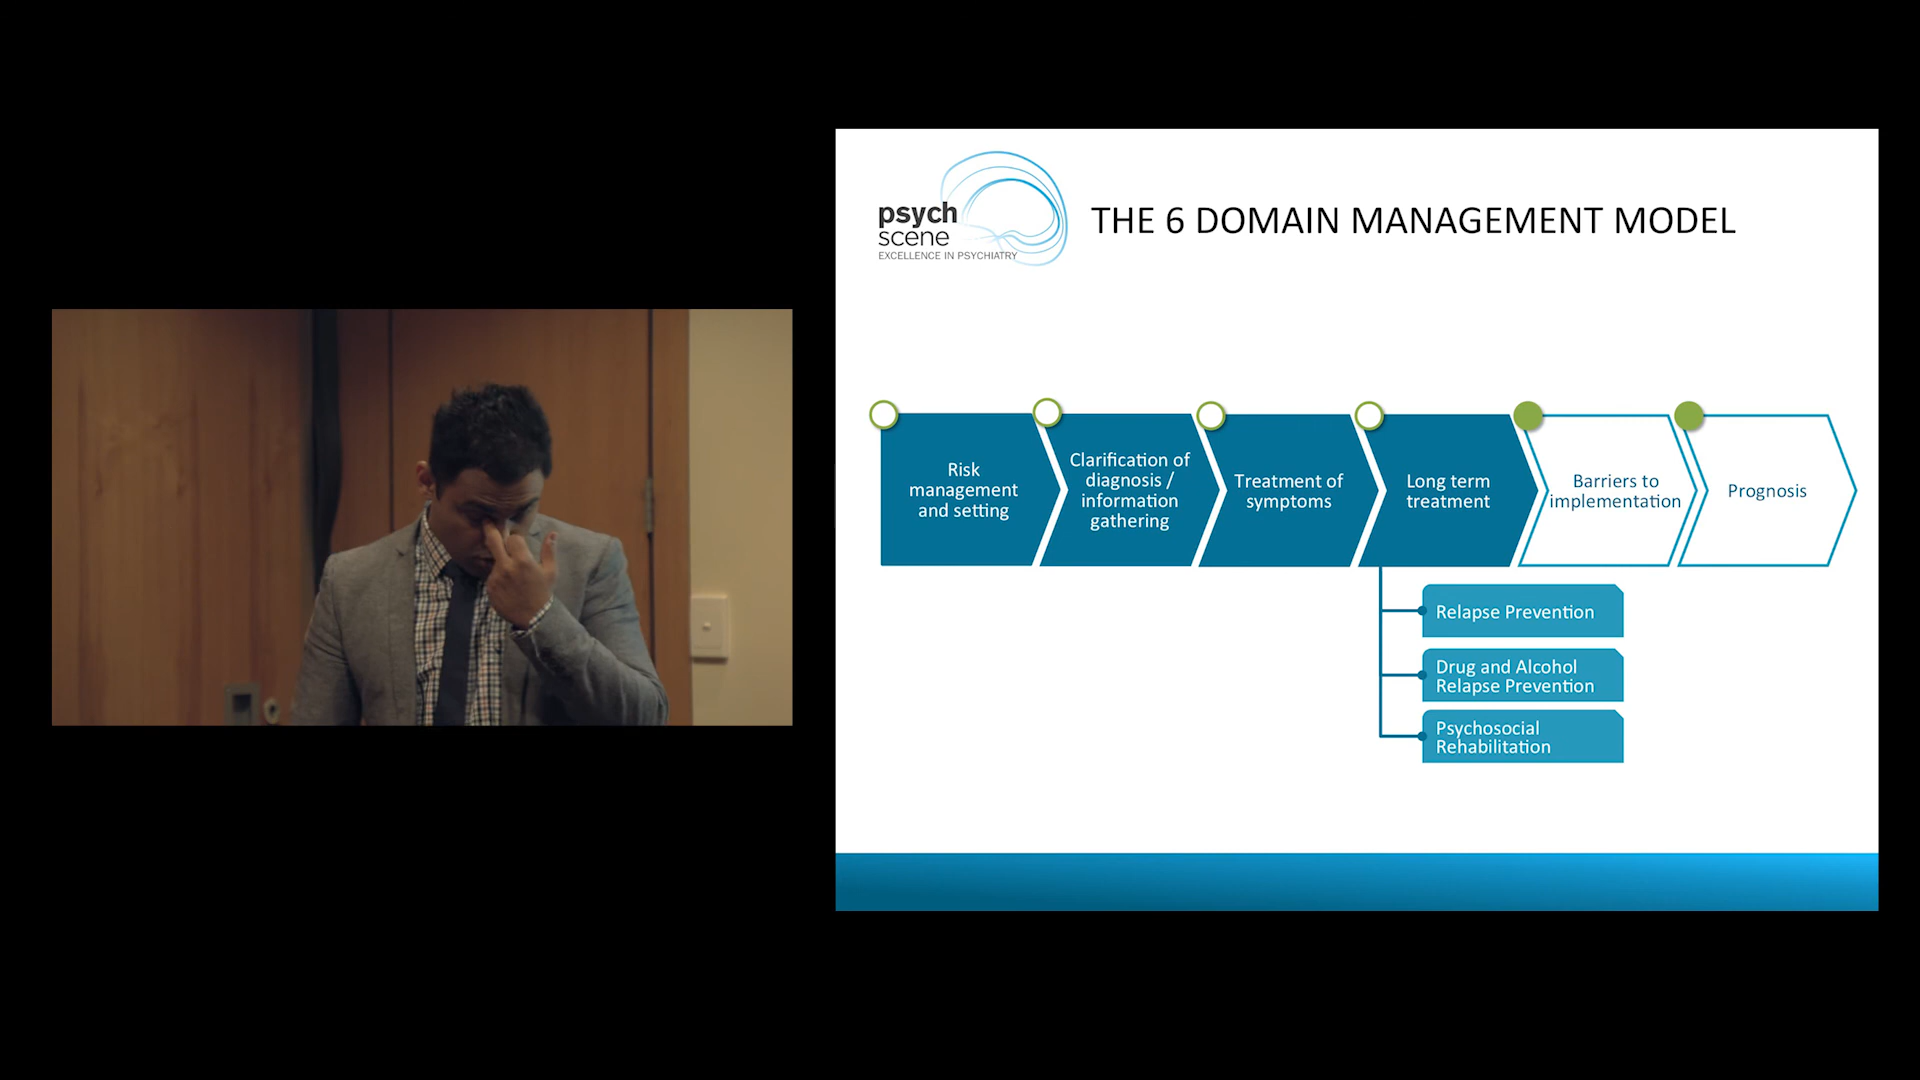 psych
scene
EXCELLENCE IN PSYCHIATRY
THE 6 DOMAIN MANAGEMENT MODEL
Risk
management
and setting
Clarification of
diagnosis /
information
gathering
Treatment of
symptoms
Long term
treatment
Barriers to
implementation
Prognosis
Relapse Prevention
Drug and Alcohol
Relapse Prevention
Psychosocial
Rehabilitation